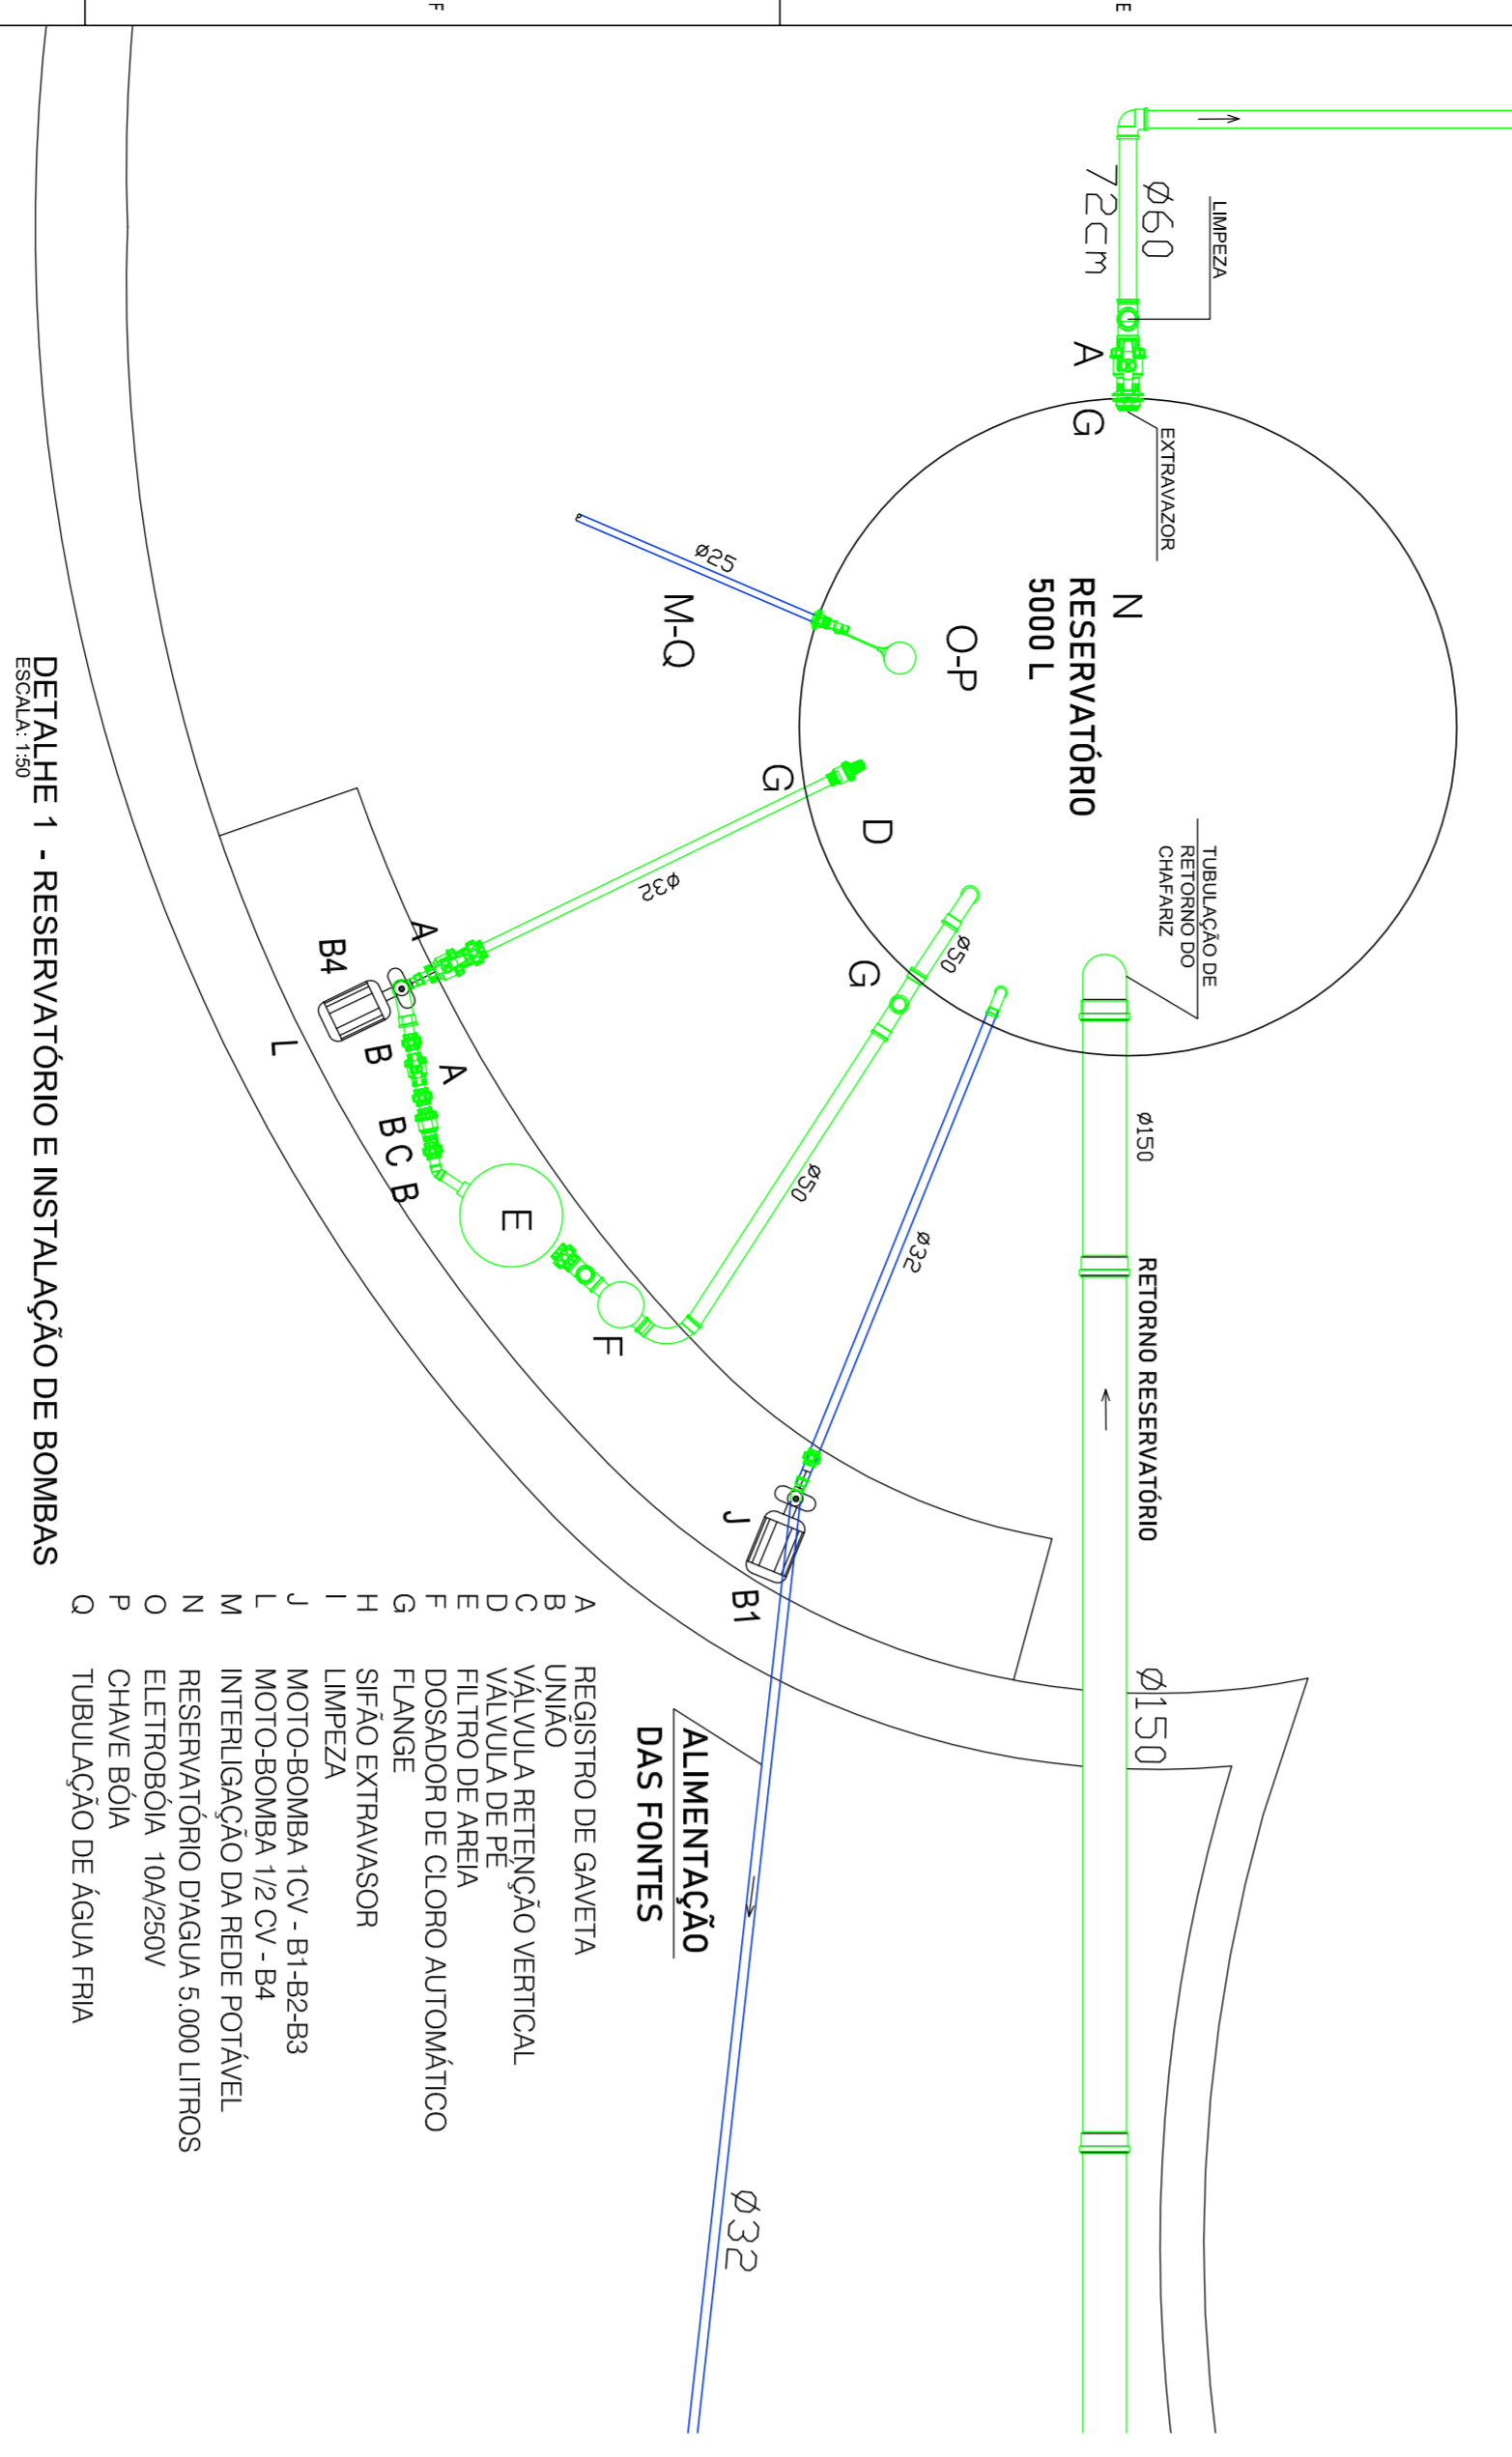 F
E
Ø60
72cm
LIMPEZA
A
G
EXTRAVAZOR
N
RESERVATÓRIO
5000 L
O-P
ø25
M-Q
TUBULAÇÃO DE
RETORNO DO
CHAFARIZ
G
D
ø32
ø50
G
A
B4
L
B
A
B
C
B
E
F
ø50
ø32
ø150
RETORNO RESERVATÓRIO
J
B1
Ø150
ALIMENTAÇÃO
DAS FONTES
Ø32
A REGISTRO DE GAVETA
B UNIÃO
C VÁLVULA RETENÇÃO VERTICAL
D VÁLVULA DE PÉ
E FILTRO DE AREIA
F DOSADOR DE CLORO AUTOMÁTICO
G FLANGE
H SIFÃO EXTRAVASOR
I LIMPEZA
J MOTO-BOMBA 1CV - B1-B2-B3
L MOTO-BOMBA 1/2 CV - B4
M INTERLIGAÇÃO DA REDE POTÁVEL
N RESERVATÓRIO D'AGUA 5.000 LITROS
O ELETROBÓIA 10A/250V
P CHAVE BÓIA
Q TUBULAÇÃO DE ÁGUA FRIA
DETALHE 1 - RESERVATÓRIO E INSTALAÇÃO DE BOMBAS
ESCALA: 1:50